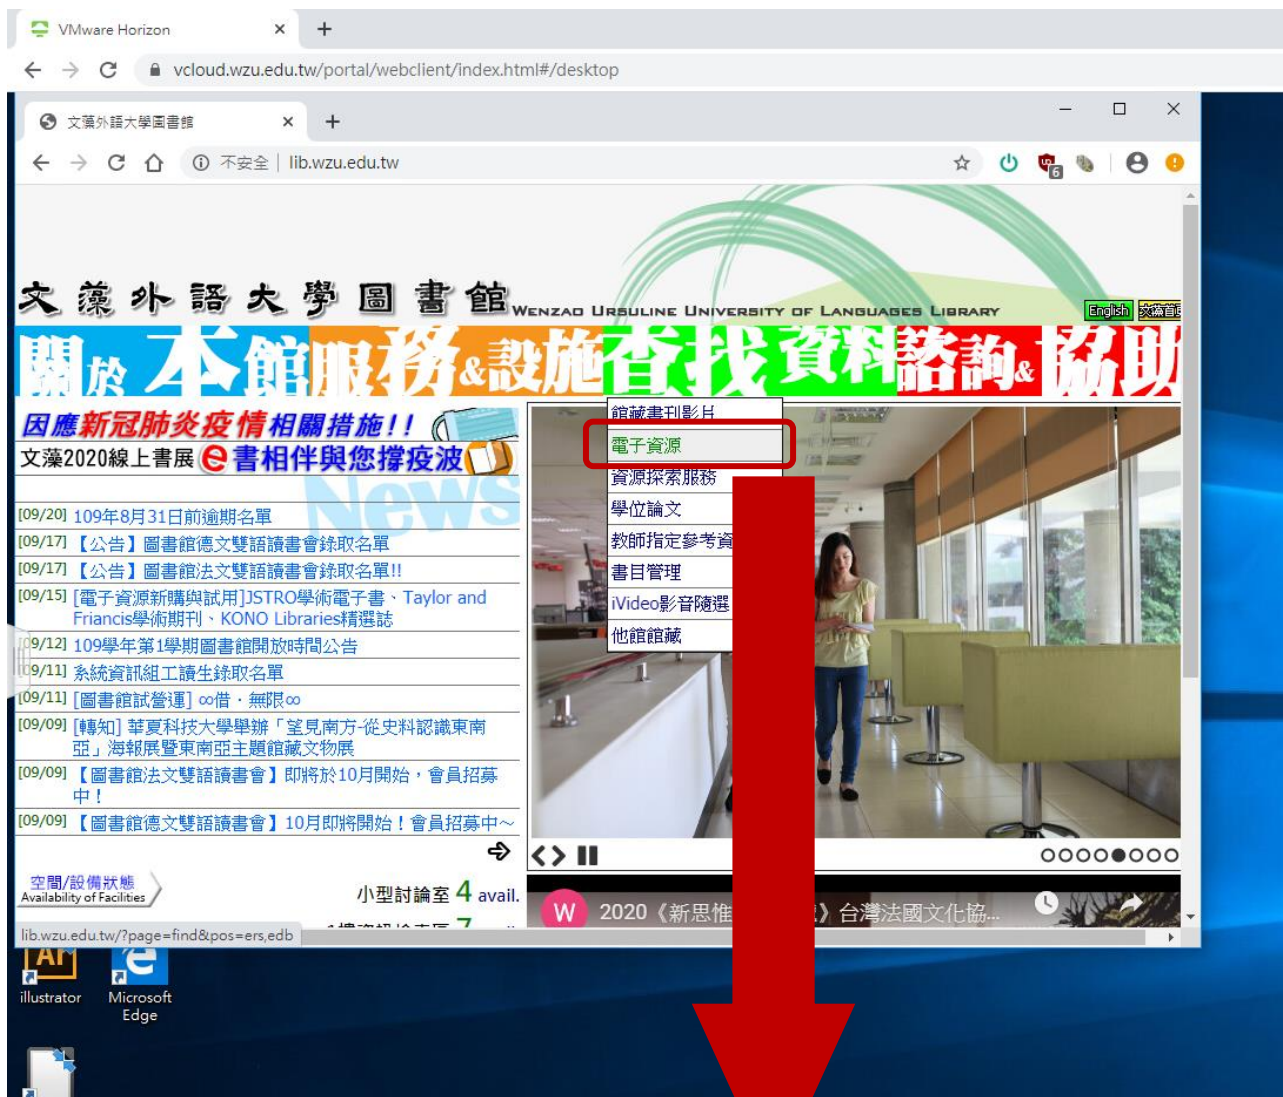 VMware Horizon
vcloud.wzu.edu.tw/portal/webclient/index.html#/desktop
文藻外語大學圖書館
不安全 | lib.wzu.edu.tw
6
文藻外語大學圖書館 WENZAO URSULINE UNIVERSITY OF LANGUAGES LIBRARY
English
關於本館 服務&設施 查找資料 諮詢&協助
因應新冠肺炎疫情相關措施!!
文藻2020線上書展 e書相伴與您撐疫波
News
館藏書刊影片
電子資源
資源探索服務
學位論文
教師指定參考資
書目管理
iVideo影音隨選
他館館藏
[09/20] 109年8月31日前逾期名單
[09/17] 【公告】圖書館德文雙語讀書會錄取名單
[09/17] 【公告】圖書館法文雙語讀書會錄取名單!!
[09/15] [電子資源新購與試用]JSTRO學術電子書、Taylor and
Friancis學術期刊、KONO Libraries精選誌
09/12] 109學年第1學期圖書館開放時間公告
09/11] 系統資訊組工讀生錄取名單
[09/11] [圖書館試營運] ∞借．無限∞
[09/09] [轉知] 華夏科技大學舉辦「望見南方-從史料認識東南
亞」海報展暨東南亞主題館藏文物展
[09/09] 【圖書館法文雙語讀書會】即將於10月開始，會員招募
中！
[09/09] 【圖書館德文雙語讀書會】10月即將開始！會員招募中～
空間/設備狀態
Availability of Facilities
小型討論室 4 avail.
W 2020《新思惟
》台灣法國文化協...
lib.wzu.edu.tw/?page=find&pos=ers,edb
illustrator
Microsoft
Edge